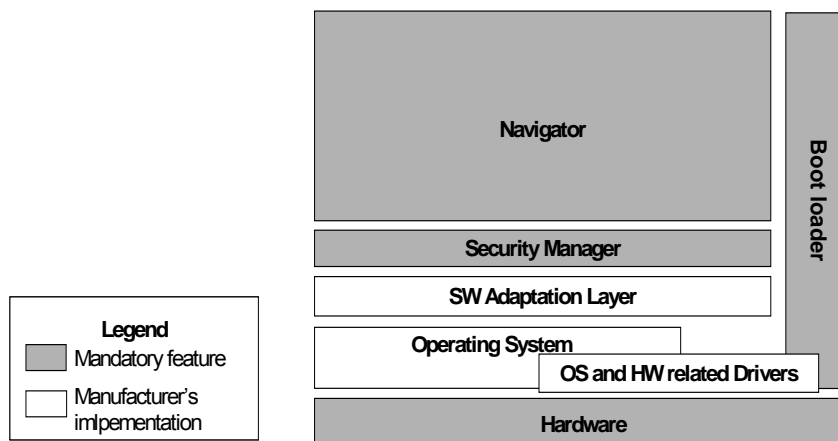 Navigator
Boot loader
Security Manager
SW Adaptation Layer
Operating System
OS and HW related Drivers
Hardware
Legend
Mandatory feature
Manufacturer's
imlpementation